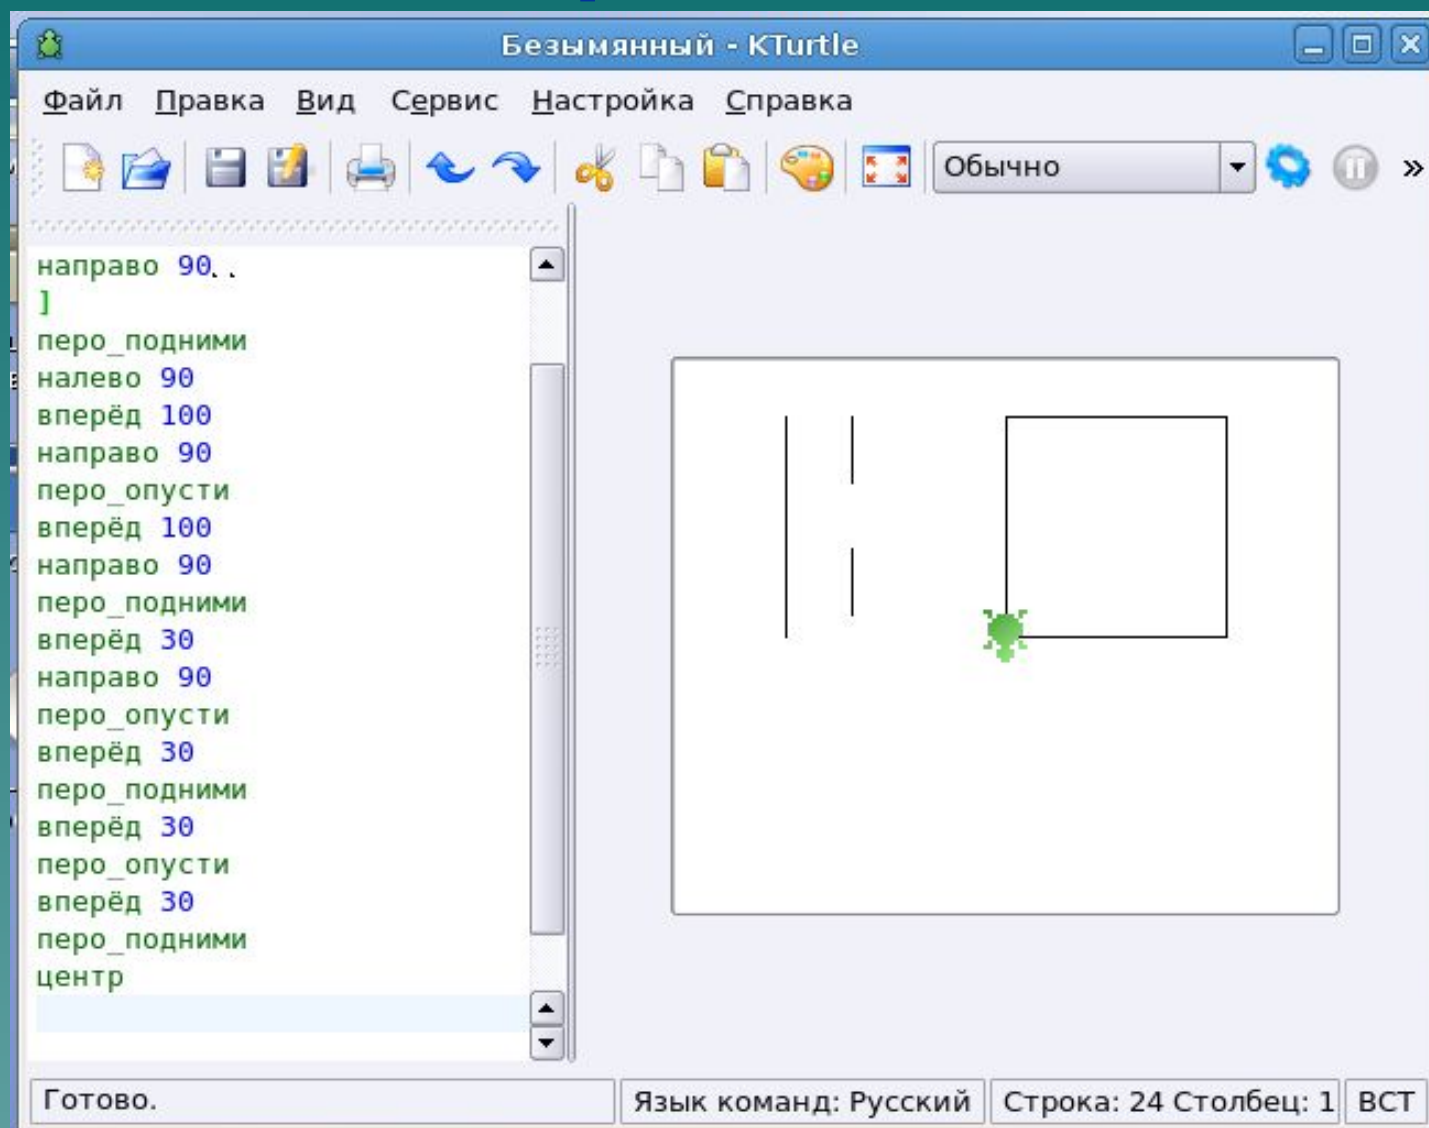 Безымянный - KTurtle
Файл Правка Вид Сервис Настройка Справка
Обычно »
направо 90
]
перо_подними
налево 90
вперёд 100
направо 90
перо_опусти
вперёд 100
направо 90
перо_подними
вперёд 30
направо 90
перо_опусти
вперёд 30
перо_подними
вперёд 30
перо_опусти
вперёд 30
перо_подними
центр
Готово. Язык команд: Русский Строка: 24 Столбец: 1 ВСТ